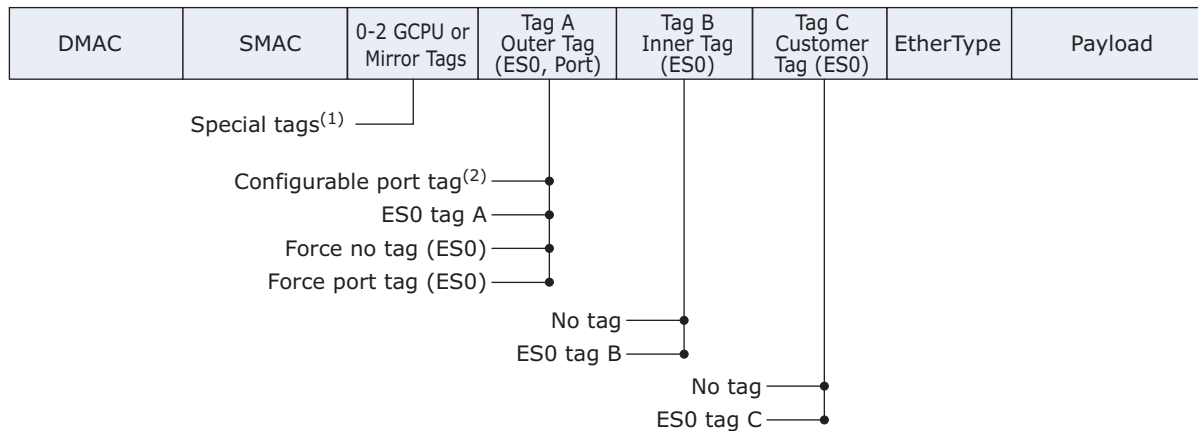 DMAC
SMAC
0-2 GCPU or
Mirror Tags
Tag A
Outer Tag
(ES0, Port)
Tag B
Inner Tag
(ES0)
Tag C
Customer
Tag (ES0)
EtherType
Payload
Special tags(1)
Configurable port tag(2)
ES0 tag A
Force no tag (ES0)
Force port tag (ES0)
No tag
ES0 tag B
No tag
ES0 tag C